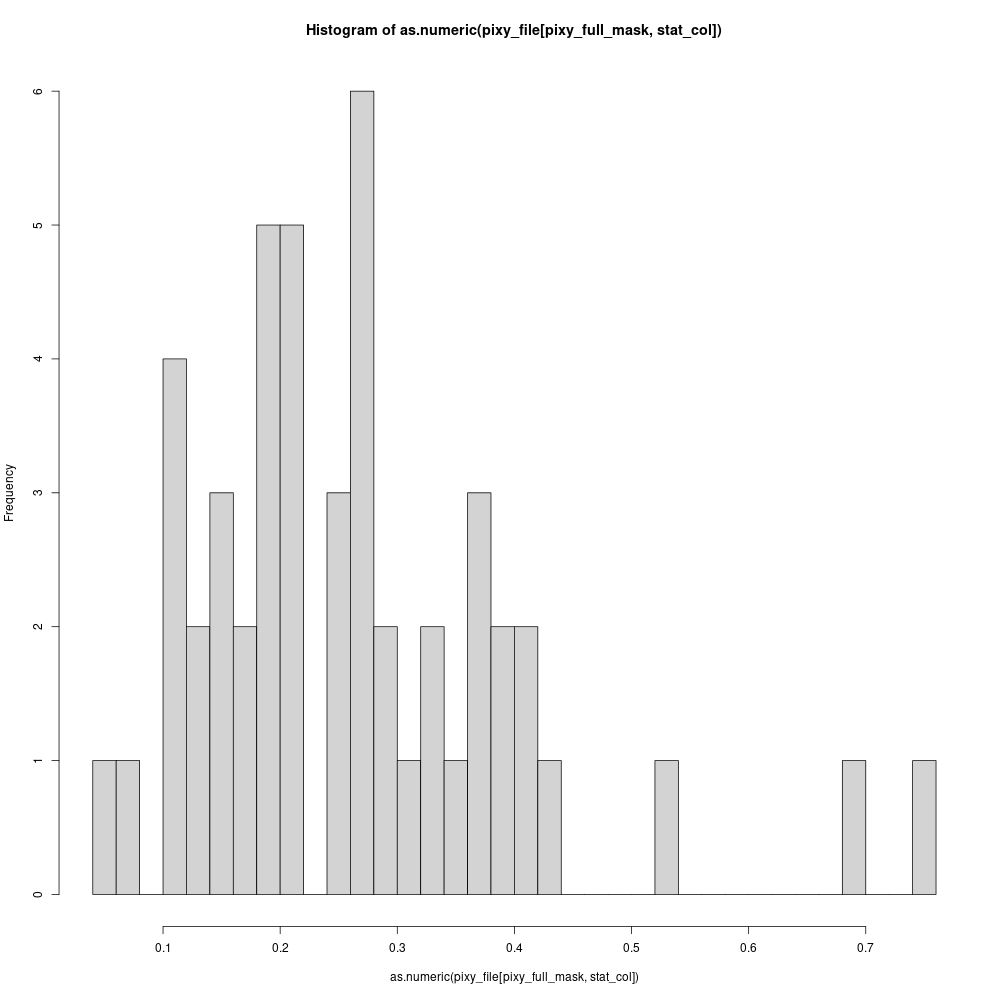 Histogram of as.numeric(pixy_file[pixy_full_mask, stat_col])
6
5
4
3
2
1
0
Frequency
0.1 0.2 0.3 0.4 0.5 0.6 0.7
as.numeric(pixy_file[pixy_full_mask, stat_col])